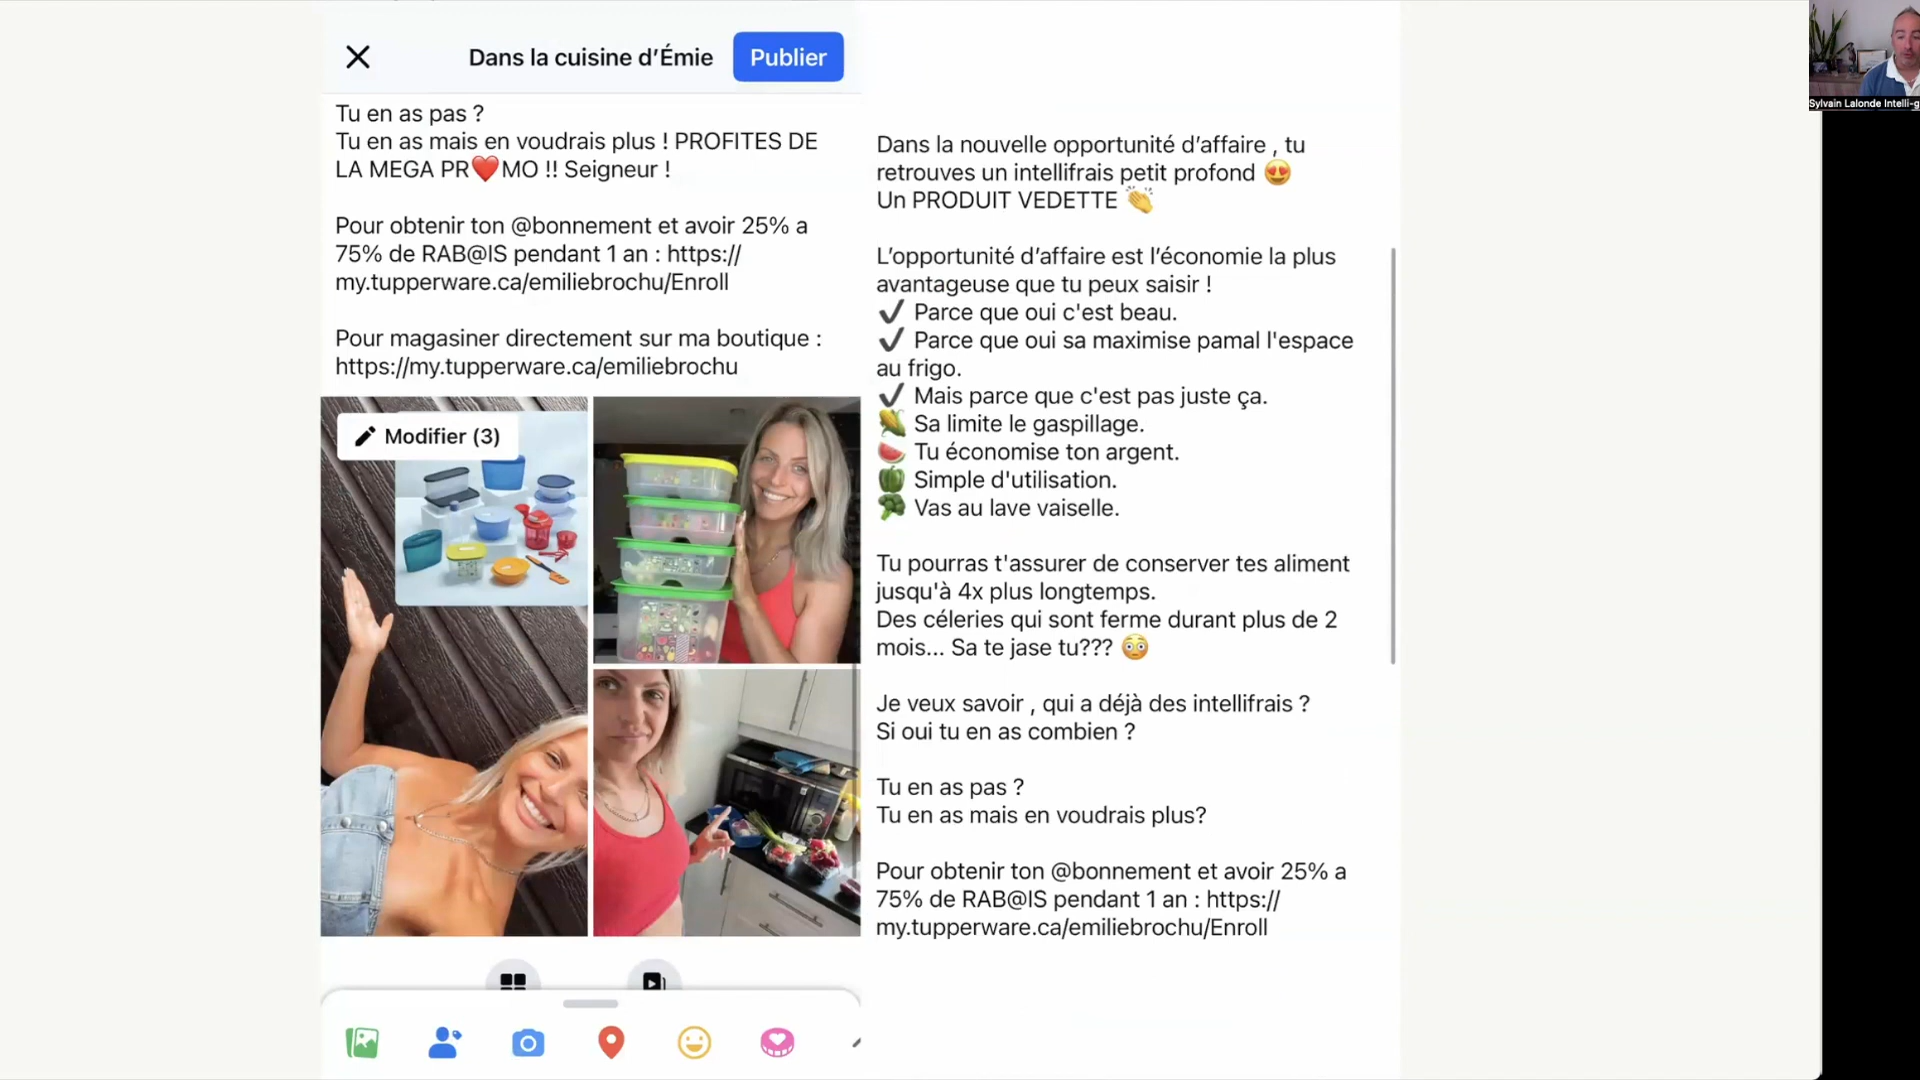 Dans la cuisine d’Émie
Publier
Tu en as pas ?
Tu en as mais en voudrais plus ! PROFITES DE
LA MEGA PR❤️MO !! Seigneur !
Pour obtenir ton @bonnement et avoir 25% a
75% de RAB@IS pendant 1 an : https://
my.tupperware.ca/emiliebrochu/Enroll
Pour magasiner directement sur ma boutique :
https://my.tupperware.ca/emiliebrochu
Modifier (3)
Dans la nouvelle opportunité d’affaire , tu
retrouves un intellifrais petit profond 😍
Un PRODUIT VEDETTE 👏
L’opportunité d’affaire est l’économie la plus
avantageuse que tu peux saisir !
✔️ Parce que oui c'est beau.
✔️ Parce que oui sa maximise pamal l'espace
au frigo.
✔️ Mais parce que c'est pas juste ça.
🌽 Sa limite le gaspillage.
🍉 Tu économise ton argent.
🫑 Simple d'utilisation.
🥦 Vas au lave vaiselle.
Tu pourras t'assurer de conserver tes aliment
jusqu'à 4x plus longtemps.
Des céleries qui sont ferme durant plus de 2
mois... Sa te jase tu??? 😳
Je veux savoir , qui a déjà des intellifrais ?
Si oui tu en as combien ?
Tu en as pas ?
Tu en as mais en voudrais plus?
Pour obtenir ton @bonnement et avoir 25% a
75% de RAB@IS pendant 1 an : https://
my.tupperware.ca/emiliebrochu/Enroll
Sylvain Lalonde Intelli-g